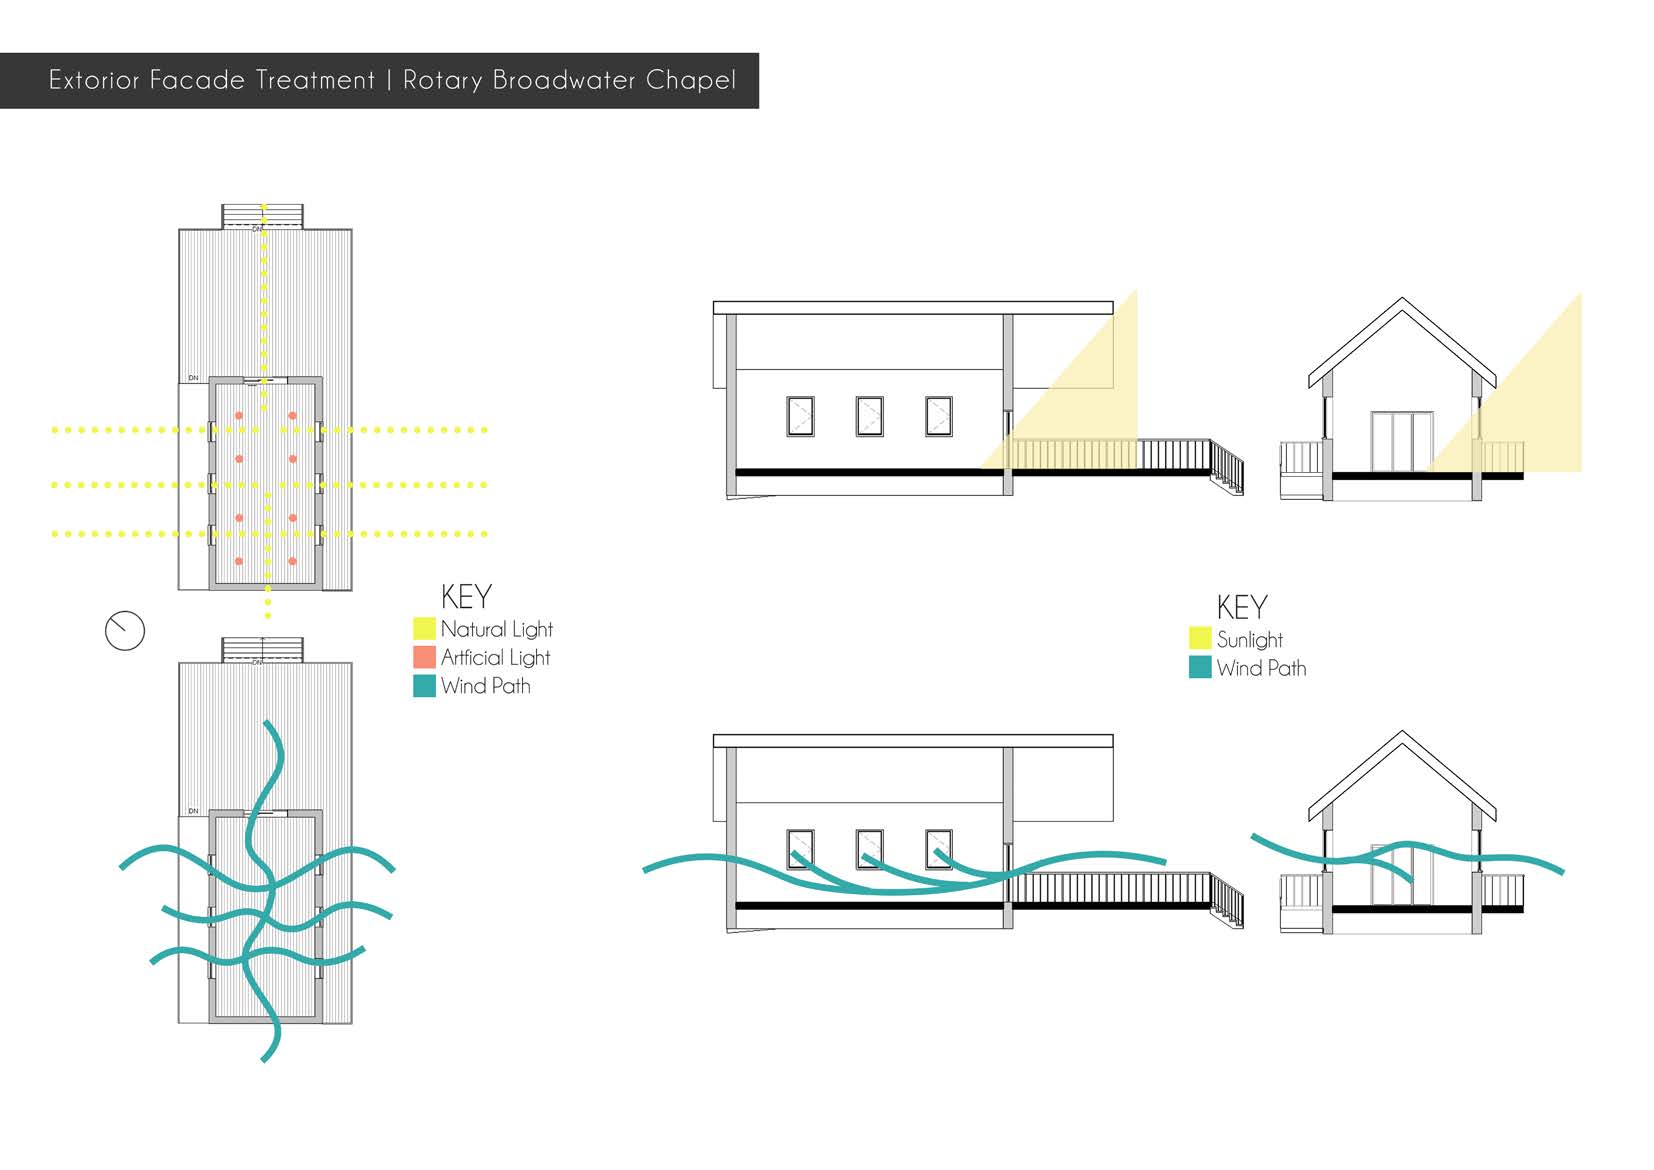 Extorior Facade Treatment | Rotary Broadwater Chapel
DN
DN
KEY
Natural Light
Artficial Light
Wind Path
KEY
Sunlight
Wind Path
DN
DN